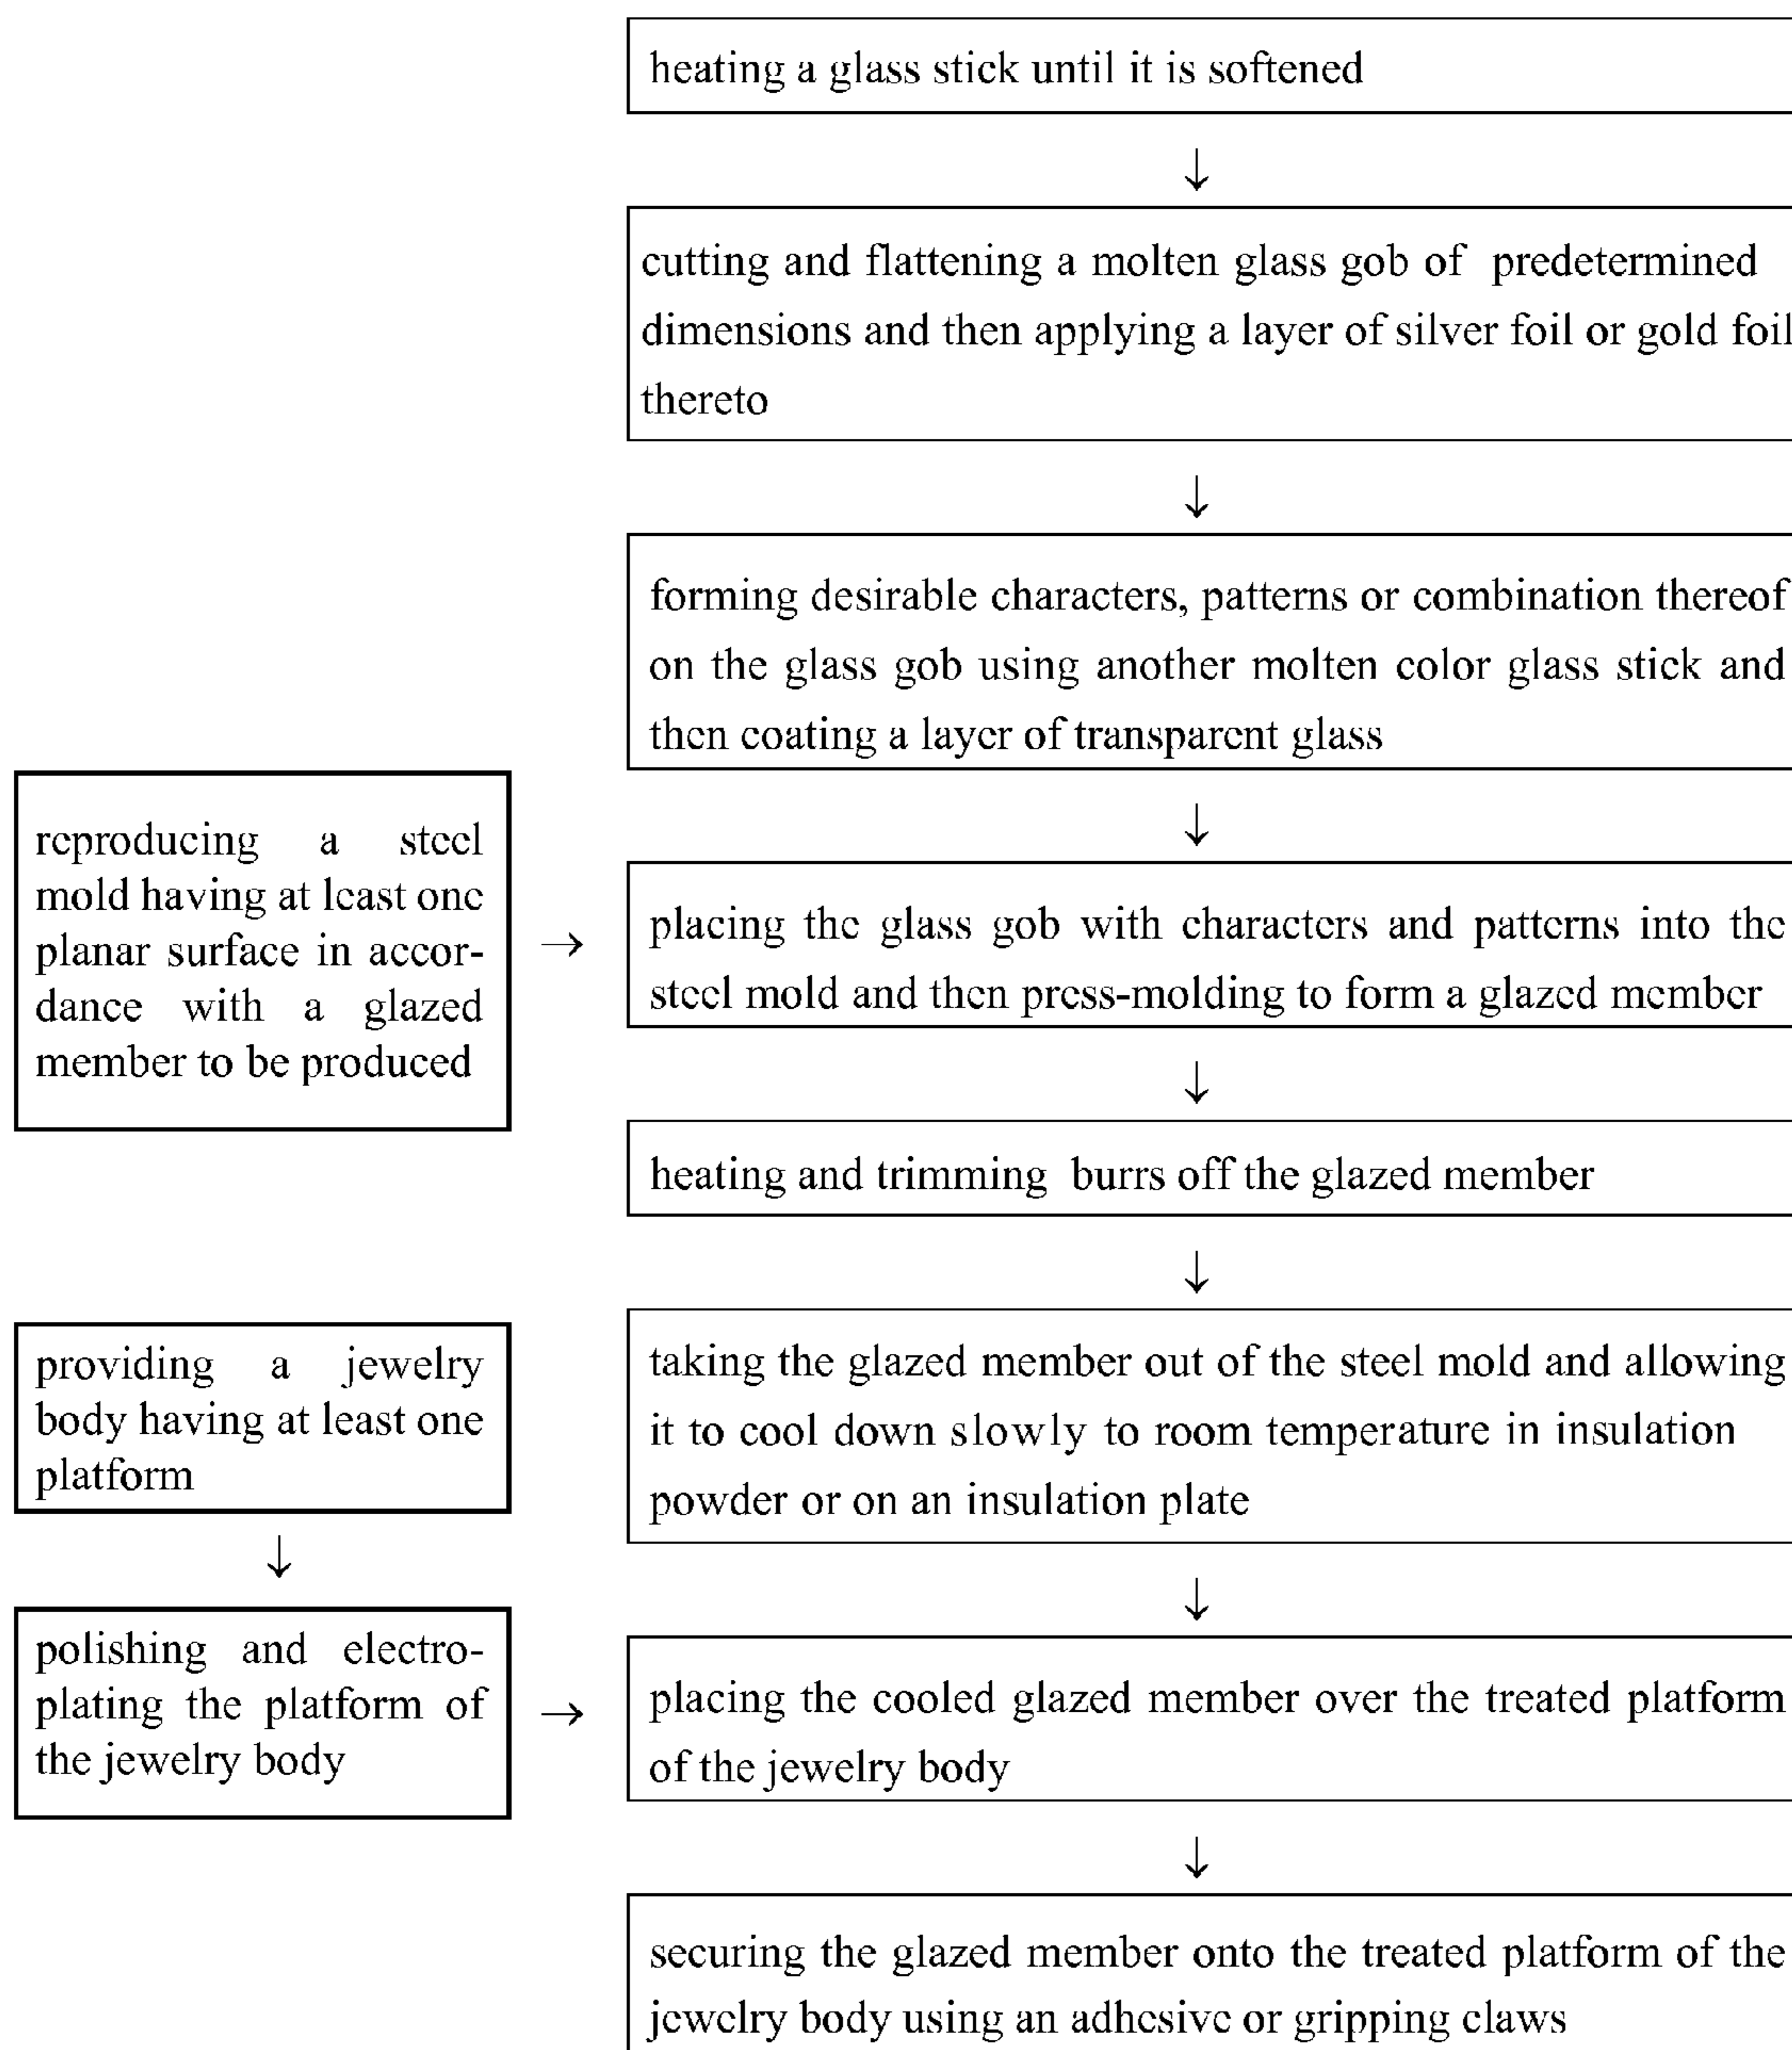 heating a glass stick until it is softened
↓
cutting and flattening a molten glass gob of predetermined
dimensions and then applying a layer of silver foil or gold foil
thereto
↓
forming desirable characters, patterns or combination thereof
on the glass gob using another molten color glass stick and
then coating a layer of transparent glass
↓
reproducing a steel
mold having at least one
planar surface in accor-
dance with a glazed
member to be produced
→
placing the glass gob with characters and patterns into the
steel mold and then press-molding to form a glazed member
↓
heating and trimming burrs off the glazed member
↓
providing a jewelry
body having at least one
platform
↓
taking the glazed member out of the steel mold and allowing
it to cool down slowly to room temperature in insulation
powder or on an insulation plate
↓
polishing and electro-
plating the platform of
the jewelry body
→
placing the cooled glazed member over the treated platform
of the jewelry body
↓
securing the glazed member onto the treated platform of the
jewelry body using an adhesive or gripping claws